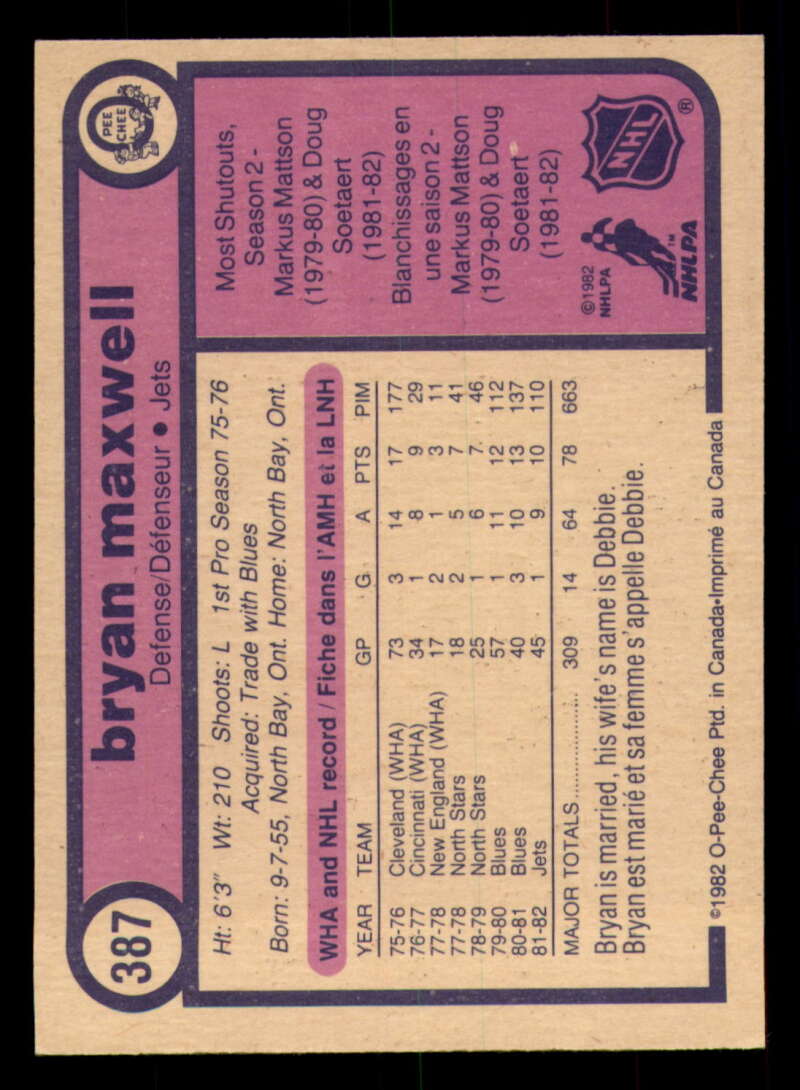 387
bryan maxwell
Defense/Défenseur • Jets
PEE
CHEE
Ht: 6'3" Wt: 210 Shoots: L 1st Pro Season 75-76
Acquired: Trade with Blues
Born: 9-7-55, North Bay, Ont. Home: North Bay, Ont.
WHA and NHL record / Fiche dans l'AMH et la LNH
YEAR TEAM GP G A PTS PIM
75-76 Cleveland (WHA) 73 3 14 17 177
76-77 Cincinnati (WHA) 34 1 8 9 29
77-78 New England (WHA) 17 2 1 3 11
77-78 North Stars 18 2 5 7 41
78-79 North Stars 25 1 6 7 46
79-80 Blues 57 1 11 12 112
80-81 Blues 40 3 10 13 137
81-82 Jets 45 1 9 10 110
MAJOR TOTALS .................... 309 14 64 78 663
Bryan is married, his wife's name is Debbie.
Bryan est marié et sa femme s'appelle Debbie.
Most Shutouts,
Season 2 -
Markus Mattson
(1979-80) & Doug
Soetaert
(1981-82)
Blanchissages en
une saison 2 -
Markus Mattson
(1979-80) & Doug
Soetaert
(1981-82)
©1982
NHLPA
NHLPA
TM
NHL
®
©1982 O-Pee-Chee Ptd. in Canada•Imprimé au Canada